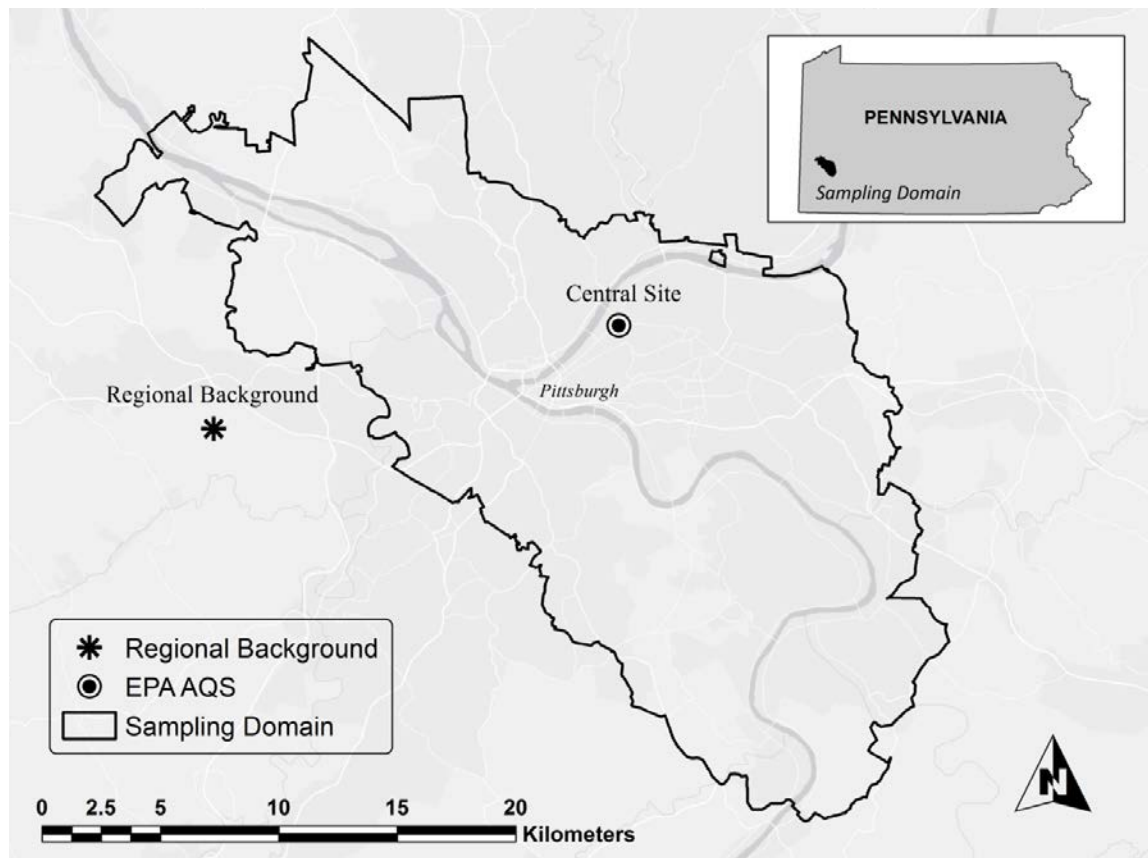 PENNSYLVANIA
Sampling Domain
Central Site
Pittsburgh
Regional Background
Regional Background
EPA AQS
Sampling Domain
0 2.5 5 10 15 20
Kilometers
N